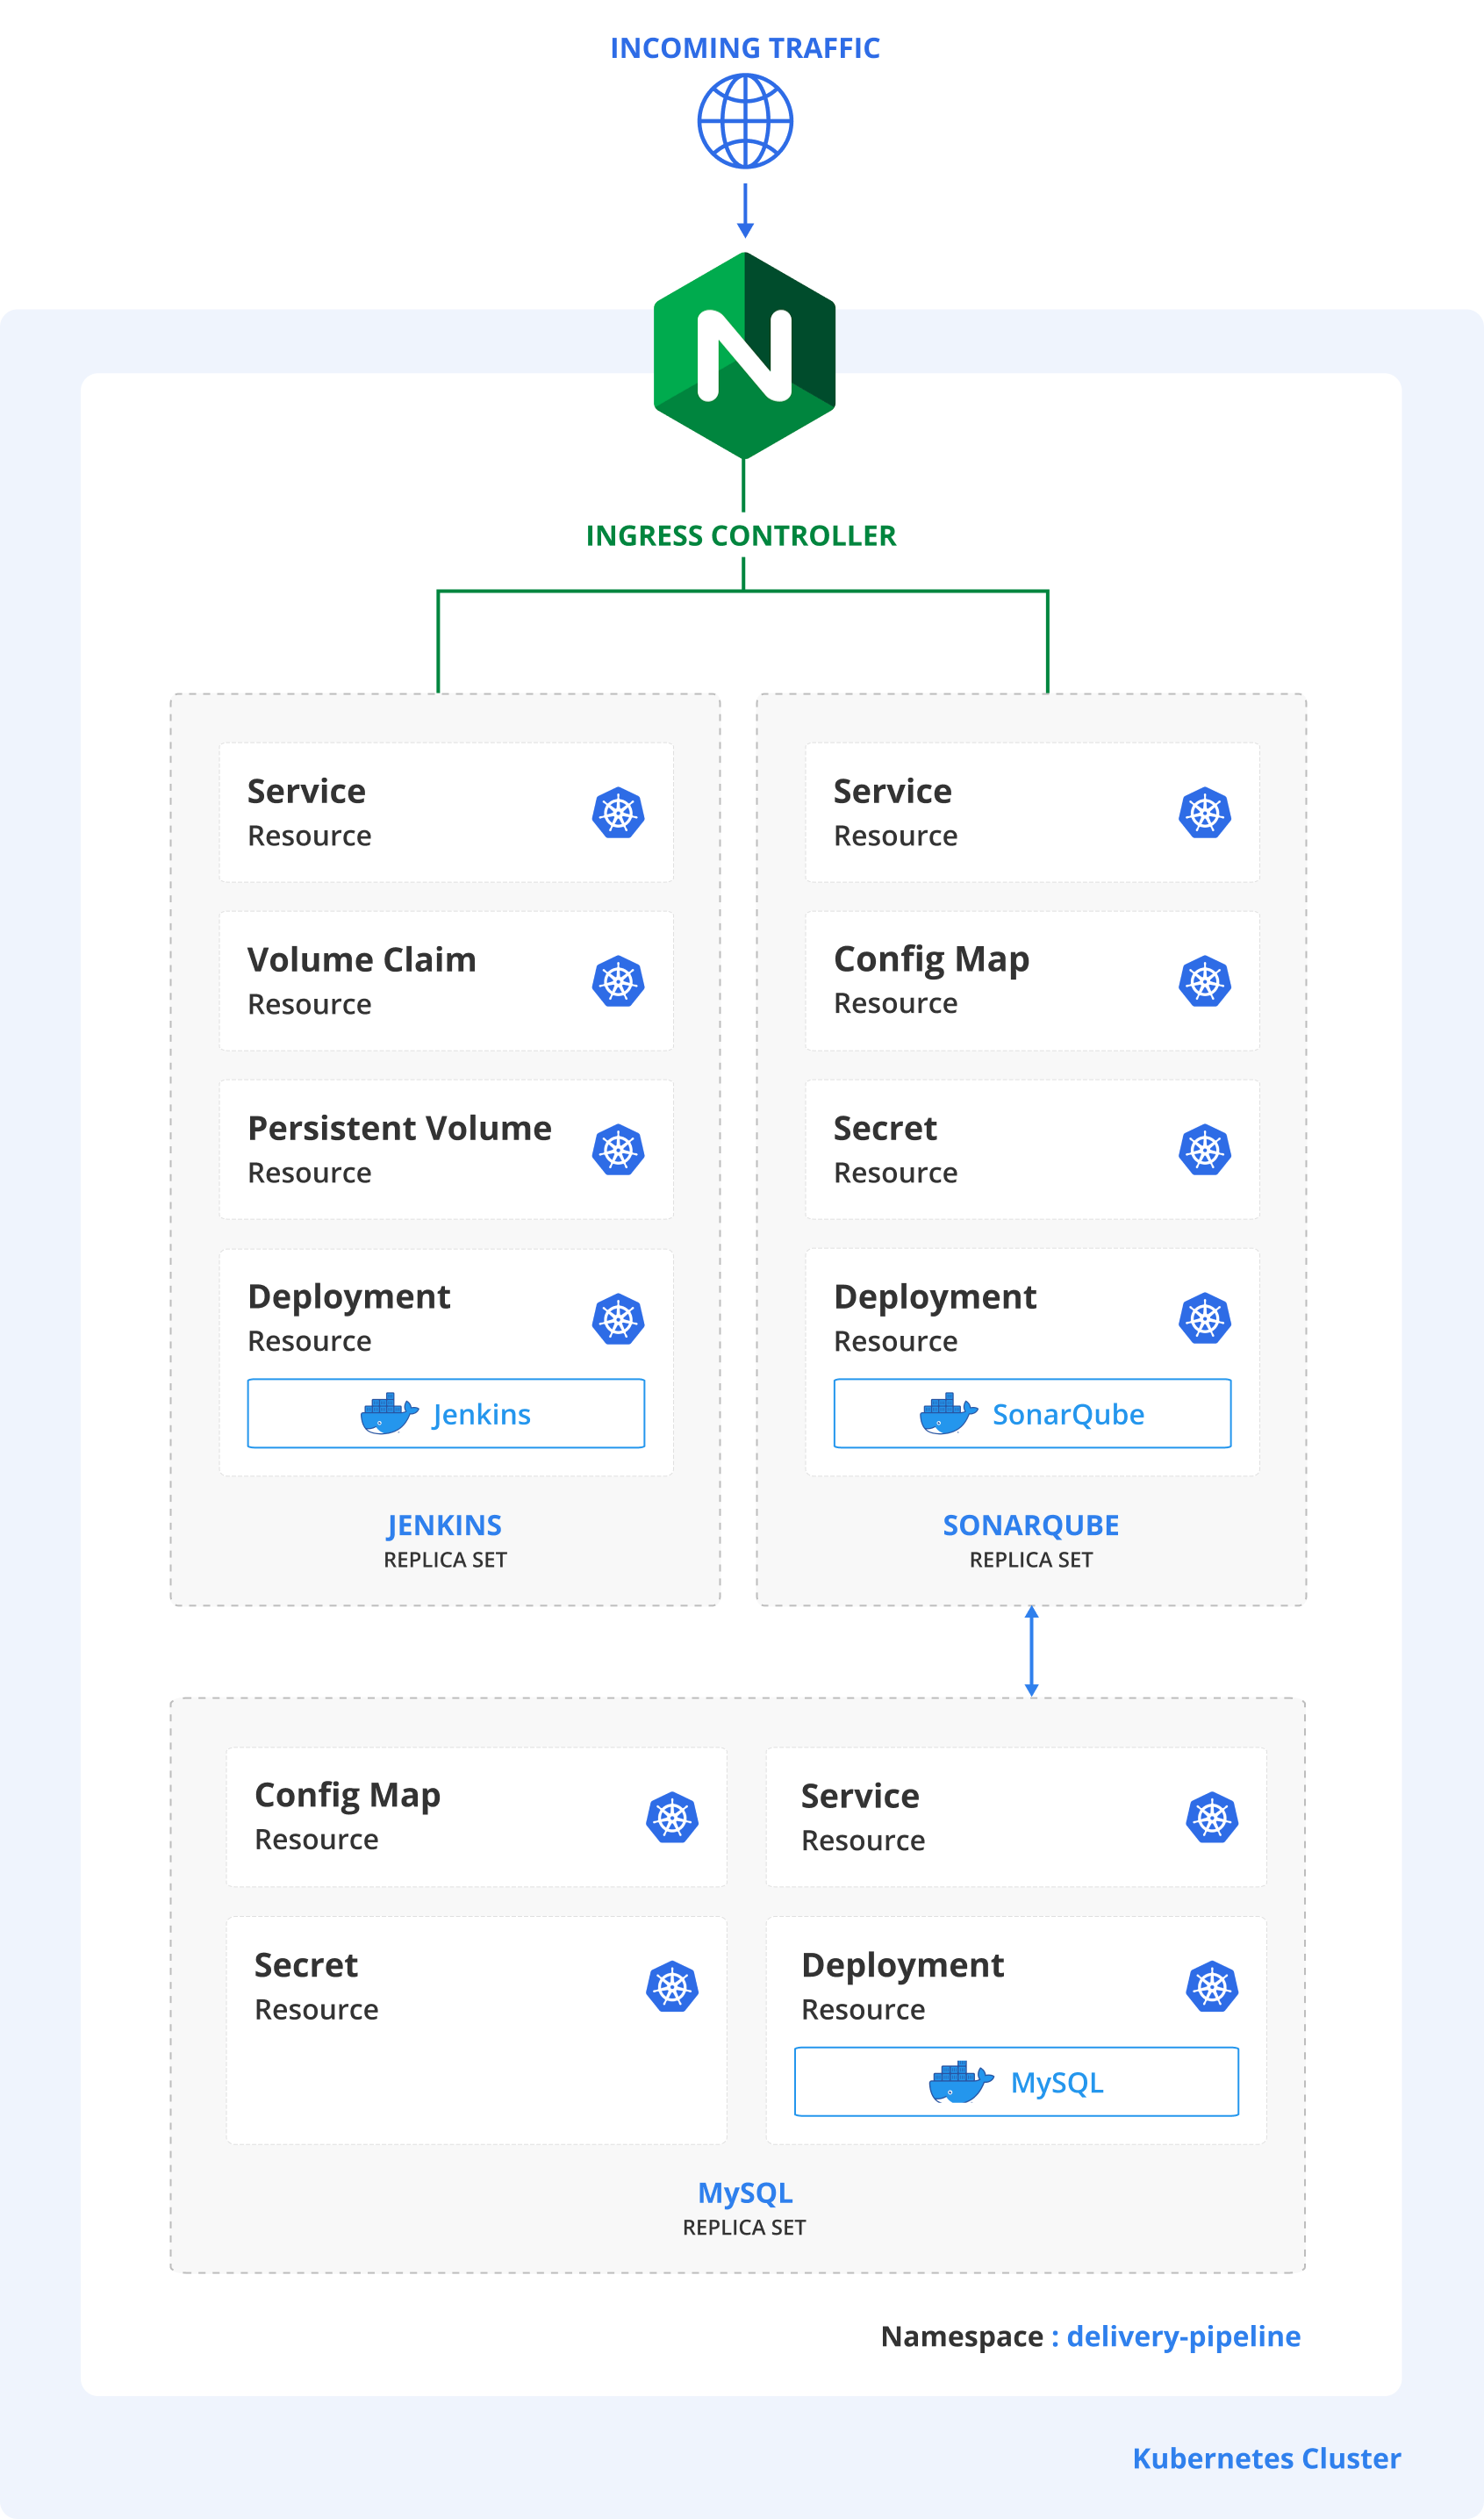 INCOMING TRAFFIC
N
INGRESS CONTROLLER
Service
Resource
Volume Claim
Resource
Persistent Volume
Resource
Deployment
Resource
Jenkins
JENKINS
REPLICA SET
Service
Resource
Config Map
Resource
Secret
Resource
Deployment
Resource
SonarQube
SONARQUBE
REPLICA SET
Config Map
Resource
Service
Resource
Secret
Resource
Deployment
Resource
MySQL
MySQL
REPLICA SET
Namespace : delivery-pipeline
Kubernetes Cluster